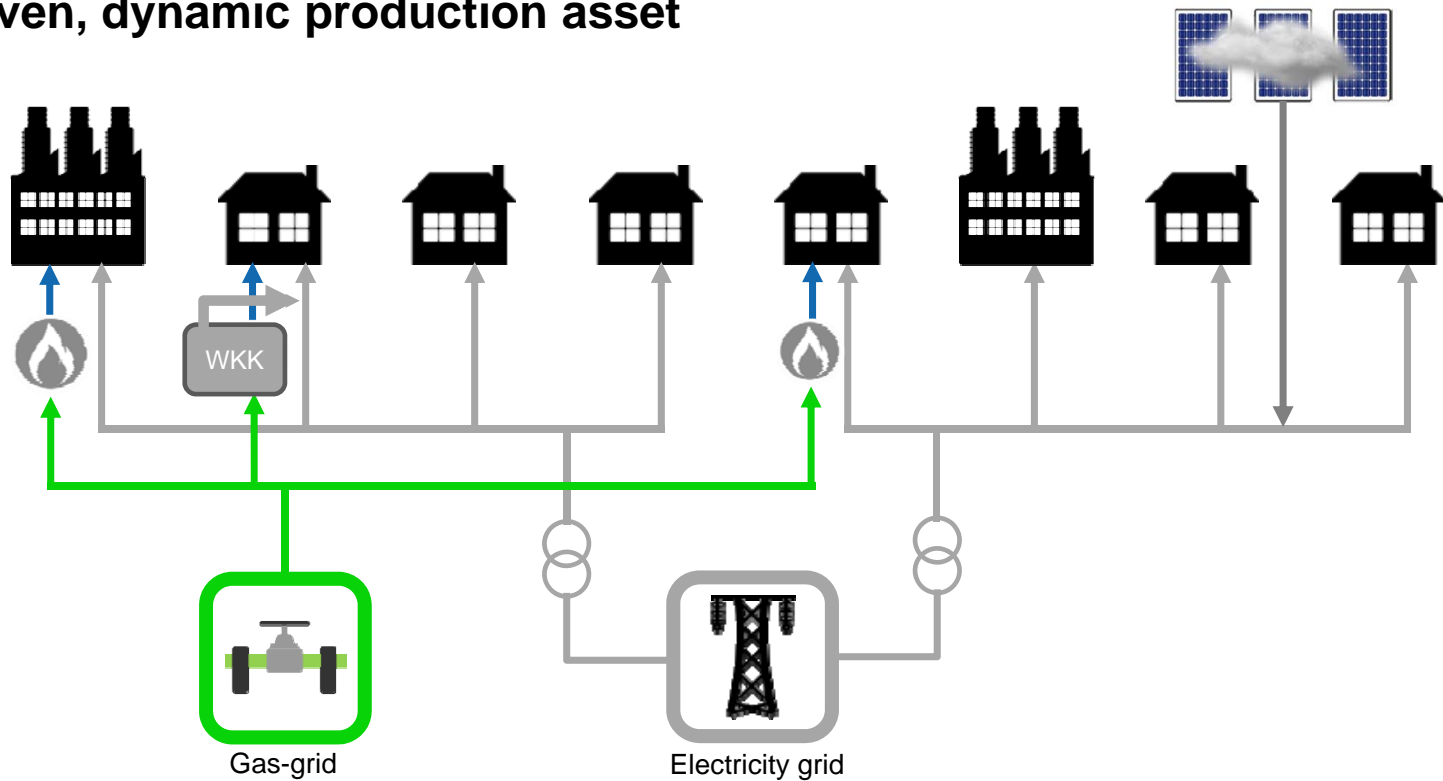 ven, dynamic production asset
WKK
Gas-grid
Electricity grid